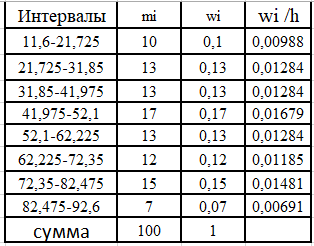 Интервалы mi wi wi /h
11,6-21,725 10 0,1 0,00988
21,725-31,85 13 0,13 0,01284
31,85-41,975 13 0,13 0,01284
41,975-52,1 17 0,17 0,01679
52,1-62,225 13 0,13 0,01284
62,225-72,35 12 0,12 0,01185
72,35-82,475 15 0,15 0,01481
82,475-92,6 7 0,07 0,00691
сумма 100 1